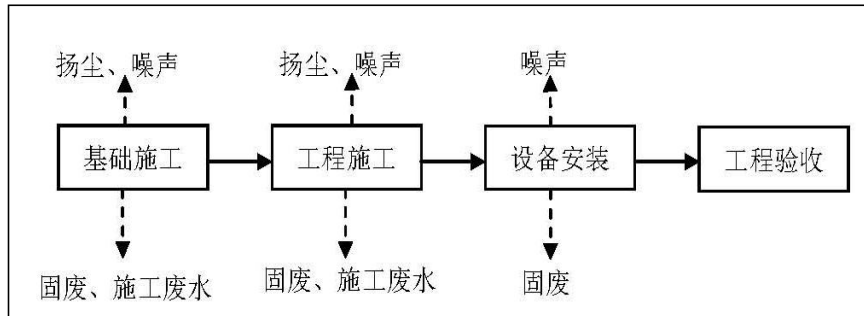 扬尘、噪声
扬尘、噪声
噪声
基础施工
工程施工
设备安装
工程验收
固废、施工废水
固废、施工废水
固废